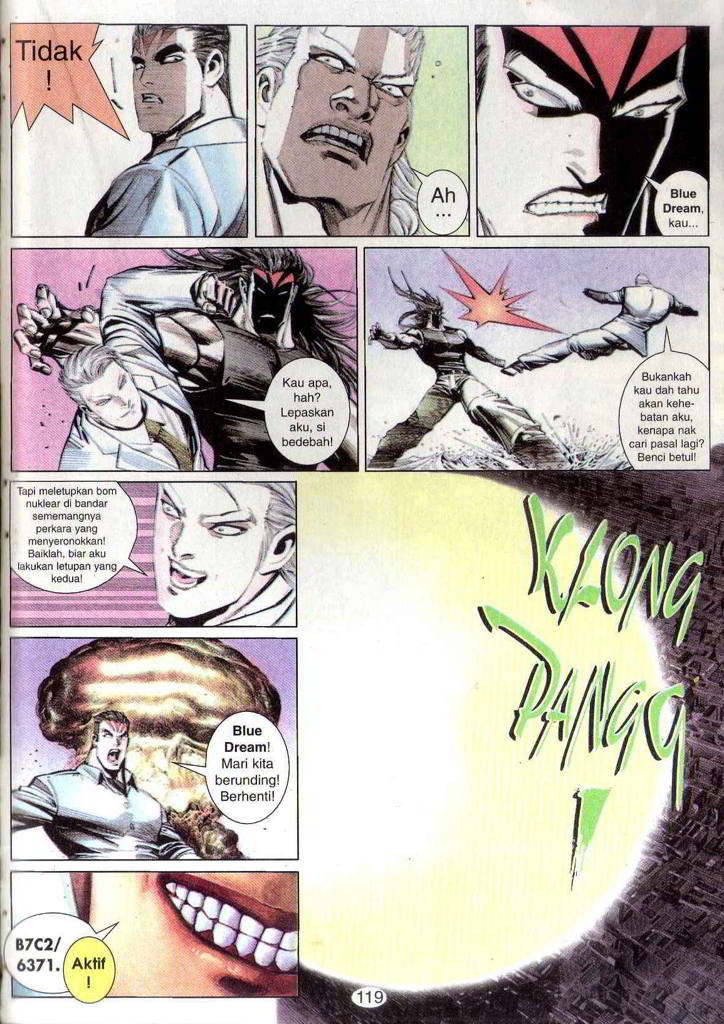 Tidak
!
Ah
...
Blue
Dream,
kau...
Kau apa,
hah?
Lepaskan
aku, si
bedebah!
Bukankah
kau dah tahu
akan kehe-
batan aku,
kenapa nak
cari pasal lagi?
Benci betul!
Tapi meletupkan bom
nuklear di bandar
sememangnya
perkara yang
menyeronokkan!
Baiklah, biar aku
lakukan letupan yang
kedua!
KLONG
PANGG
!
Blue
Dream!
Mari kita
berunding!
Berhenti!
B7C2/
6371.
Aktif
!
119